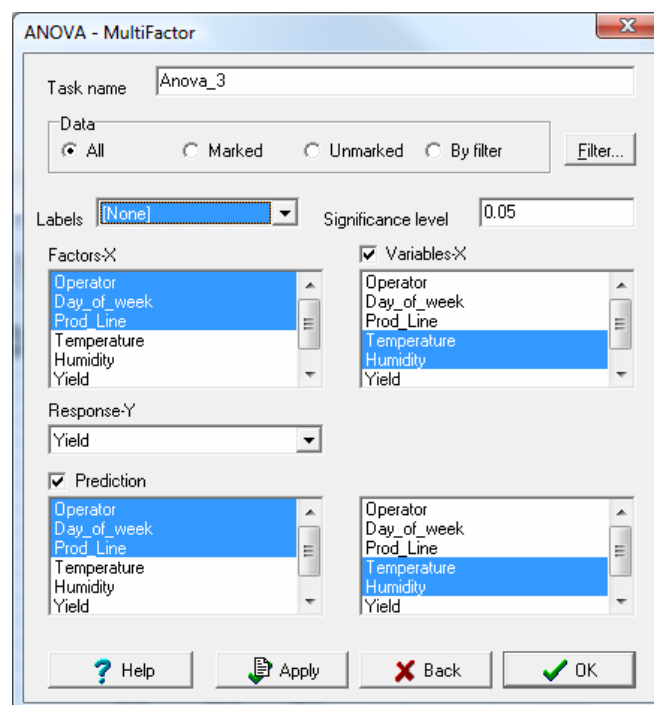 ANOVA - MultiFactor
Task name Anova_3
Data
All Marked Unmarked By filter Filter...
Labels [None] Significance level 0.05
Factors-X Variables-X
Operator Operator
Day_of_week Day_of_week
Prod_Line Prod_Line
Temperature Temperature
Humidity Humidity
Yield Yield
Response-Y
Yield
Prediction
Operator Operator
Day_of_week Day_of_week
Prod_Line Prod_Line
Temperature Temperature
Humidity Humidity
Yield Yield
? Help Apply Back OK